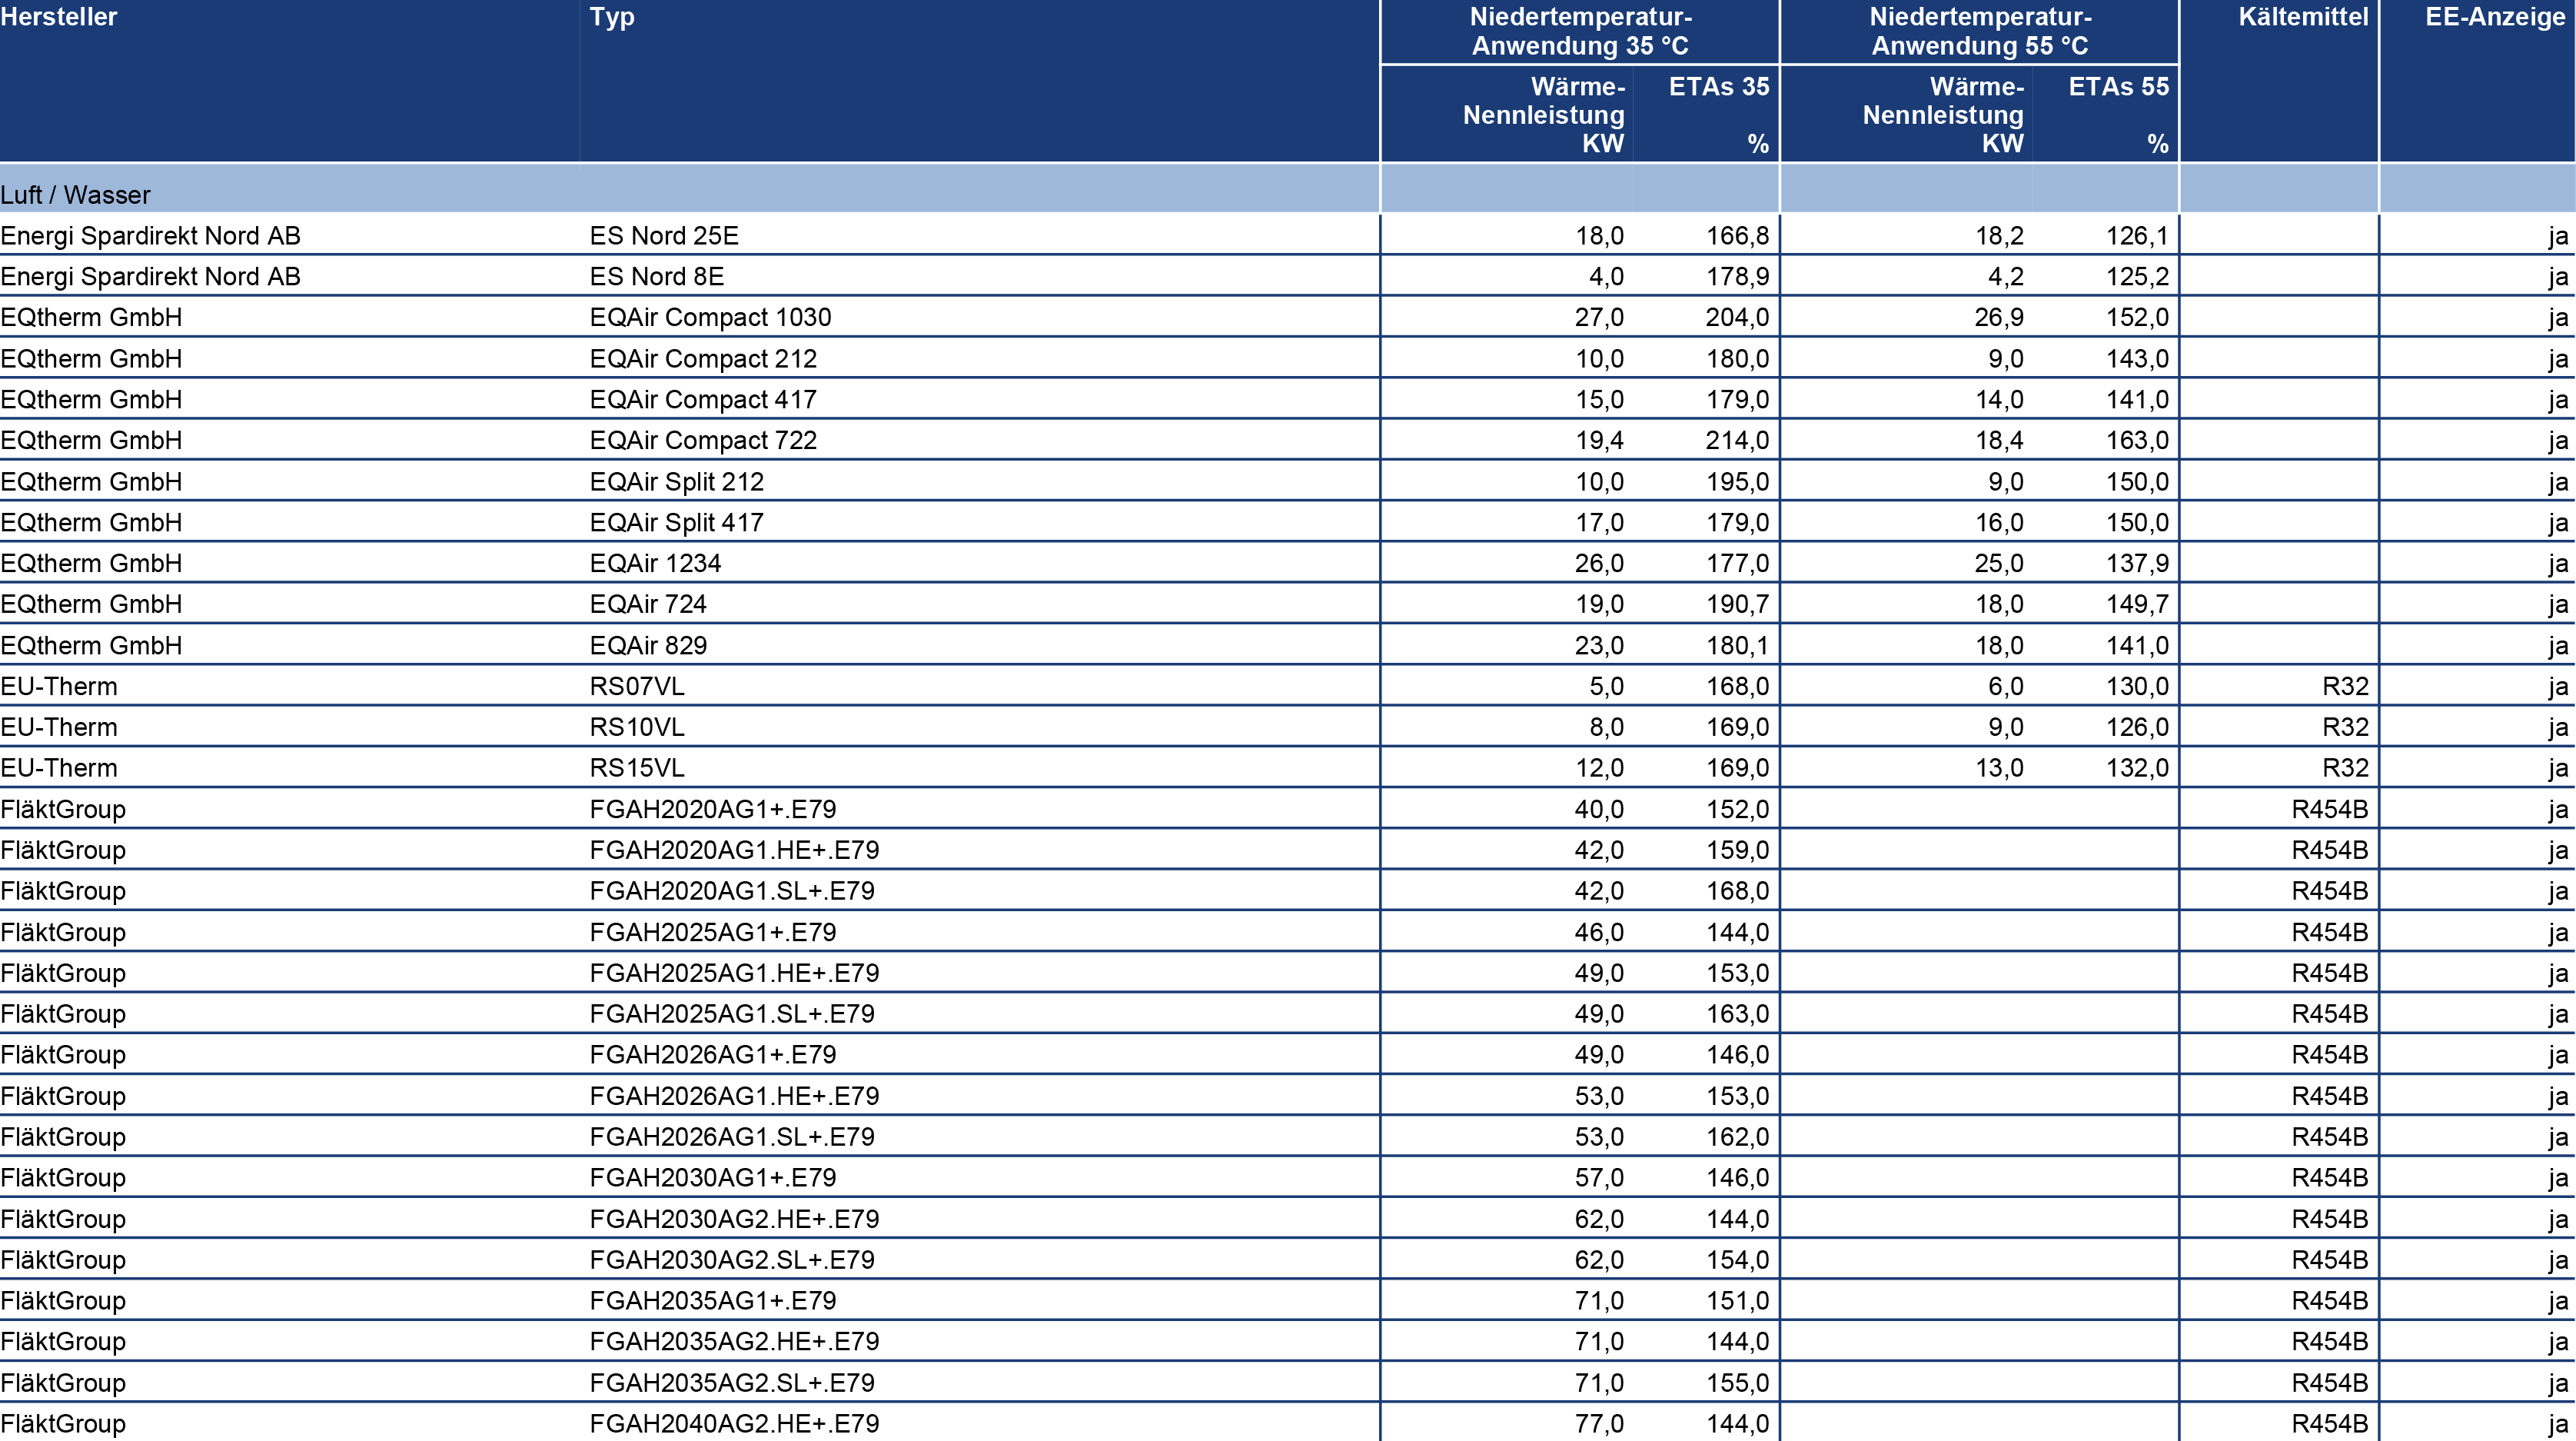 Hersteller Typ Niedertemperatur- Niedertemperatur- Kältemittel EE-Anzeige
Anwendung 35 °C Anwendung 55 °C
Wärme- ETAs 35 Wärme- ETAs 55
Nennleistung Nennleistung
KW % KW %
Luft / Wasser
Energi Spardirekt Nord AB ES Nord 25E 18,0 166,8 18,2 126,1 ja
Energi Spardirekt Nord AB ES Nord 8E 4,0 178,9 4,2 125,2 ja
EQtherm GmbH EQAir Compact 1030 27,0 204,0 26,9 152,0 ja
EQtherm GmbH EQAir Compact 212 10,0 180,0 9,0 143,0 ja
EQtherm GmbH EQAir Compact 417 15,0 179,0 14,0 141,0 ja
EQtherm GmbH EQAir Compact 722 19,4 214,0 18,4 163,0 ja
EQtherm GmbH EQAir Split 212 10,0 195,0 9,0 150,0 ja
EQtherm GmbH EQAir Split 417 17,0 179,0 16,0 150,0 ja
EQtherm GmbH EQAir 1234 26,0 177,0 25,0 137,9 ja
EQtherm GmbH EQAir 724 19,0 190,7 18,0 149,7 ja
EQtherm GmbH EQAir 829 23,0 180,1 18,0 141,0 ja
EU-Therm RS07VL 5,0 168,0 6,0 130,0 R32 ja
EU-Therm RS10VL 8,0 169,0 9,0 126,0 R32 ja
EU-Therm RS15VL 12,0 169,0 13,0 132,0 R32 ja
FläktGroup FGAH2020AG1+.E79 40,0 152,0 R454B ja
FläktGroup FGAH2020AG1.HE+.E79 42,0 159,0 R454B ja
FläktGroup FGAH2020AG1.SL+.E79 42,0 168,0 R454B ja
FläktGroup FGAH2025AG1+.E79 46,0 144,0 R454B ja
FläktGroup FGAH2025AG1.HE+.E79 49,0 153,0 R454B ja
FläktGroup FGAH2025AG1.SL+.E79 49,0 163,0 R454B ja
FläktGroup FGAH2026AG1+.E79 49,0 146,0 R454B ja
FläktGroup FGAH2026AG1.HE+.E79 53,0 153,0 R454B ja
FläktGroup FGAH2026AG1.SL+.E79 53,0 162,0 R454B ja
FläktGroup FGAH2030AG1+.E79 57,0 146,0 R454B ja
FläktGroup FGAH2030AG2.HE+.E79 62,0 144,0 R454B ja
FläktGroup FGAH2030AG2.SL+.E79 62,0 154,0 R454B ja
FläktGroup FGAH2035AG1+.E79 71,0 151,0 R454B ja
FläktGroup FGAH2035AG2.HE+.E79 71,0 144,0 R454B ja
FläktGroup FGAH2035AG2.SL+.E79 71,0 155,0 R454B ja
FläktGroup FGAH2040AG2.HE+.E79 77,0 144,0 R454B ja